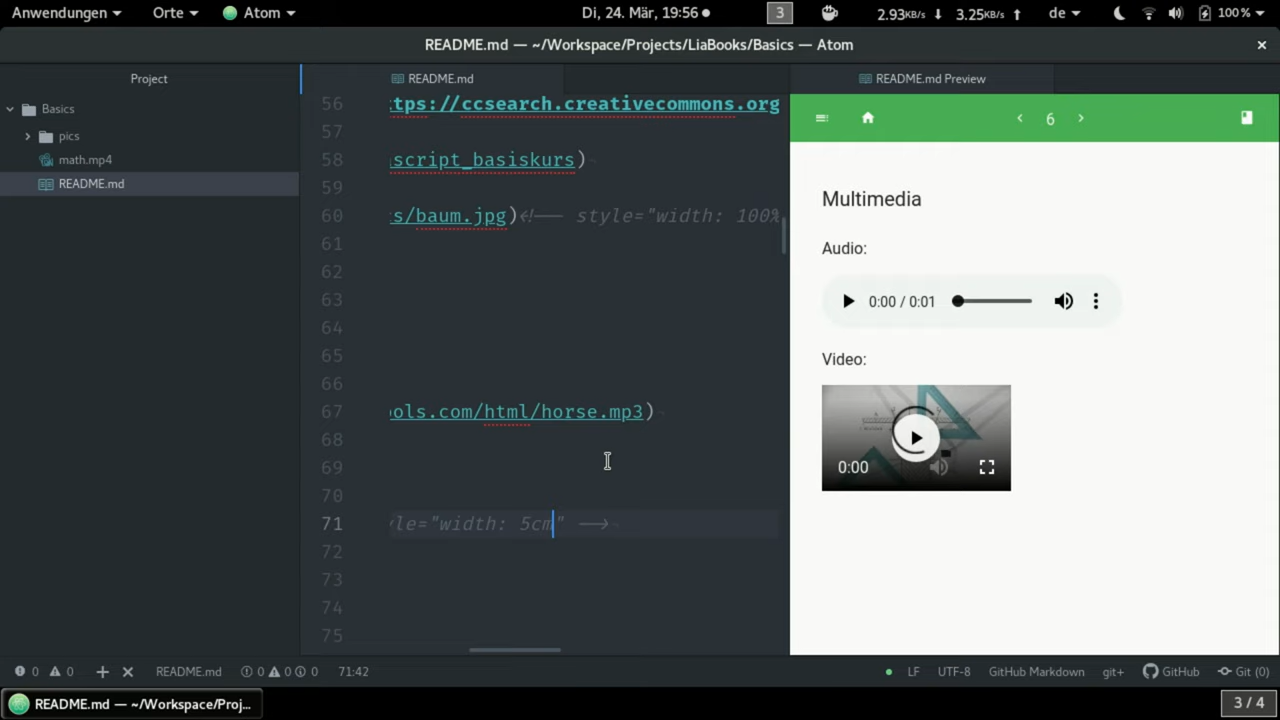 Anwendungen Orte Atom Di, 24. Mär, 19:56 3 2.93KB/s 3.25KB/s de 100%
README.md — ~/Workspace/Projects/LiaBooks/Basics — Atom
Project README.md README.md Preview
Basics
pics
math.mp4
README.md
56 ttps://ccsearch.creativecommons.org
57
58 script_basiskurs)
59
60 s/baum.jpg)<!-- style="width: 100%
61
62
63
64
65
66
67 ools.com/html/horse.mp3)
68
69
70
71 yle="width: 5cm" -->
72
73
74
75
6
Multimedia
Audio:
0:00 / 0:01
Video:
0:00
0 0 README.md 0 0 0 71:42 LF UTF-8 GitHub Markdown git+ GitHub Git (0)
README.md — ~/Workspace/Proj... 3 / 4